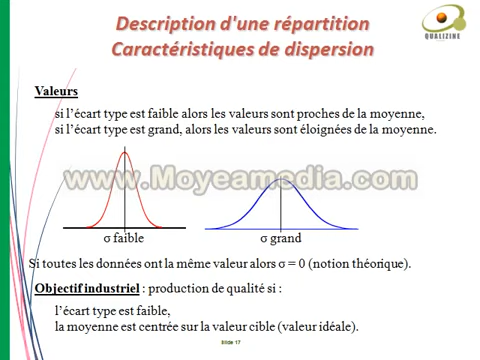 Description d'une répartition
Caractéristiques de dispersion
QUALIZINE
Valeurs
si l'écart type est faible alors les valeurs sont proches de la moyenne,
si l'écart type est grand, alors les valeurs sont éloignées de la moyenne.
www.Moyeamedia.com
σ faible
σ grand
Si toutes les données ont la même valeur alors σ = 0 (notion théorique).
Objectif industriel : production de qualité si :
l'écart type est faible,
la moyenne est centrée sur la valeur cible (valeur idéale).
Slide 17